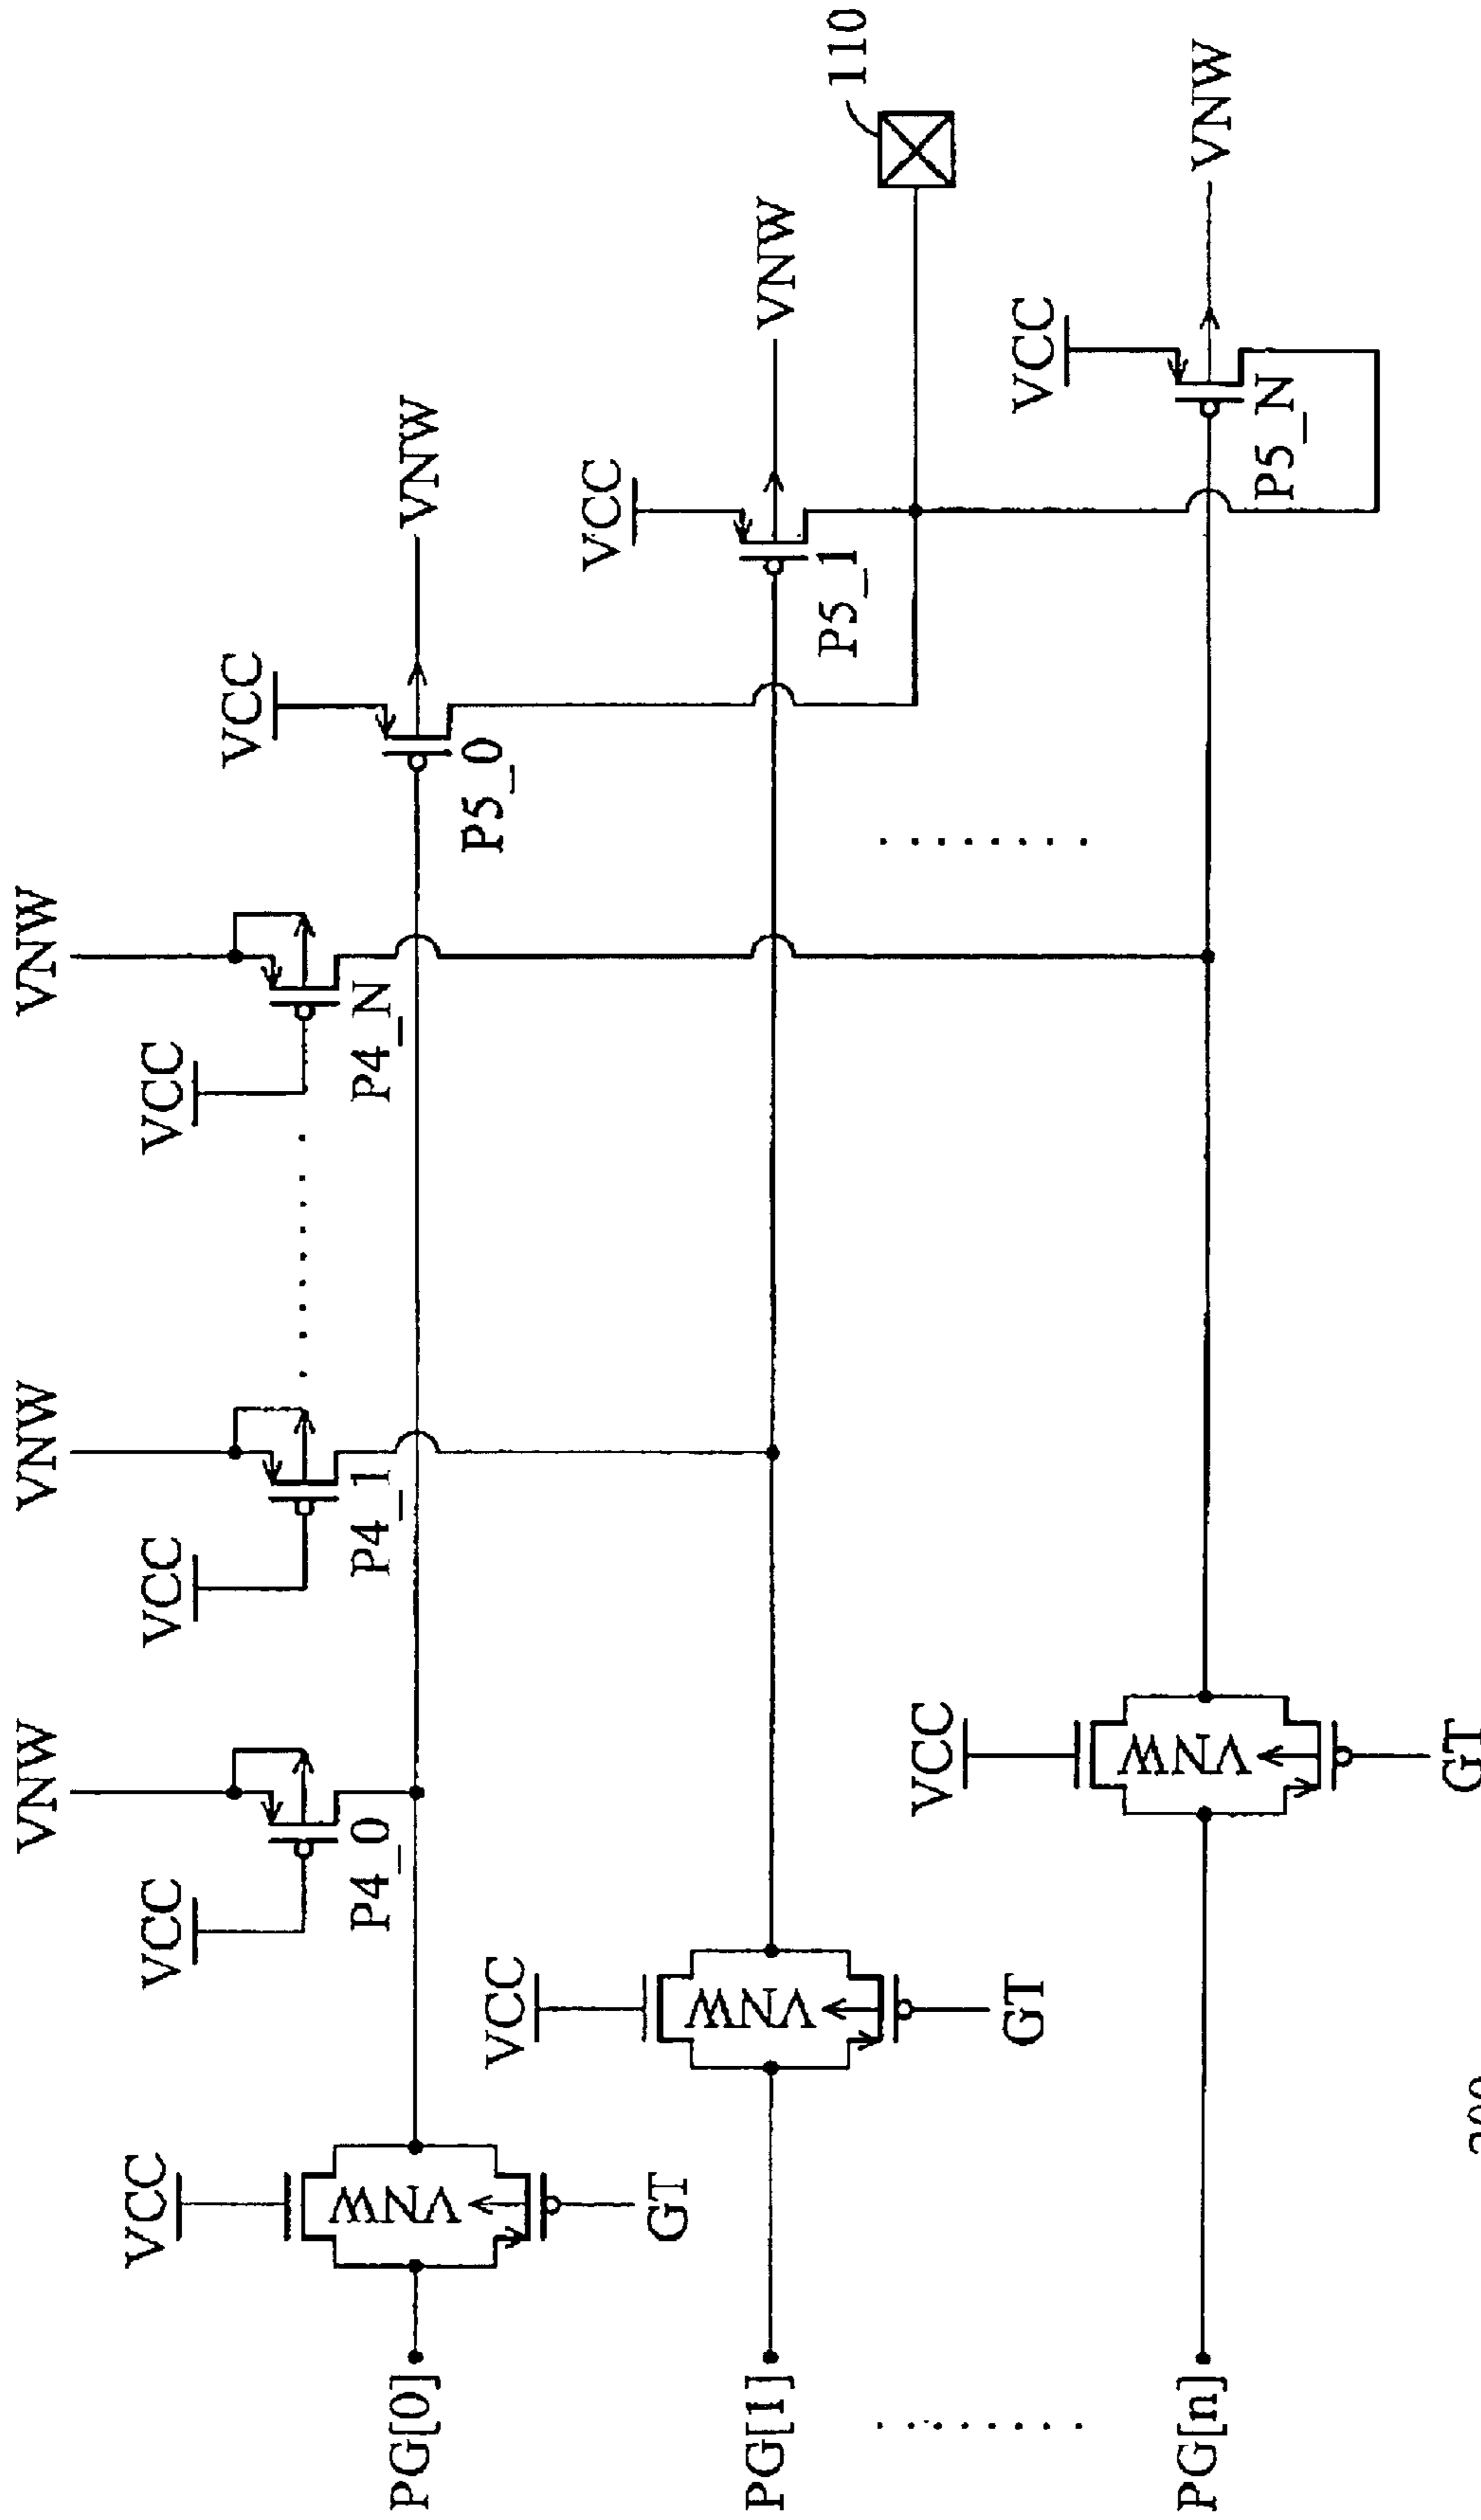 VNW
VNW
VNW
VCC
VCC
VCC
VCC
P4_0
P4_1
P4_N
VCC
VNW
PG[0]
VNW
GT
P5_0
VCC
VCC
VNW
PG[1]
VNW
GT
P5_1
110
VCC
VCC
VNW
PG[n]
VNW
GT
P5_N